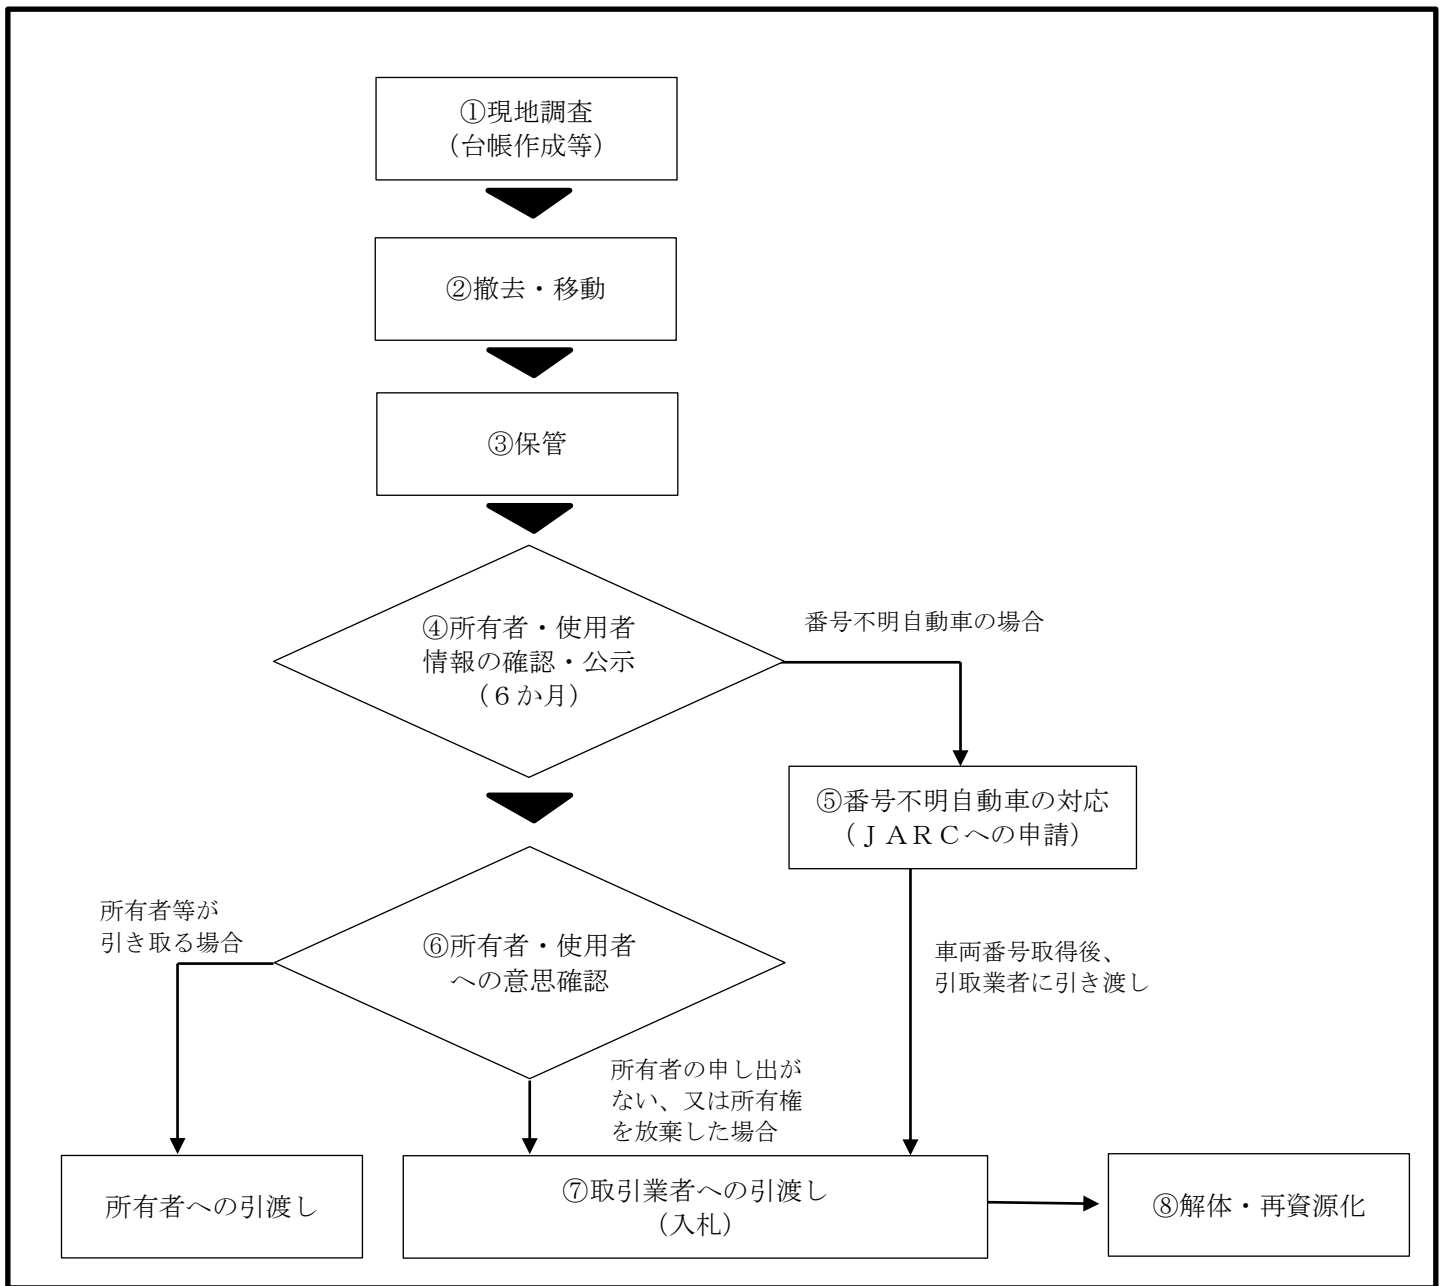 ①現地調査
（台帳作成等）
②撤去・移動
③保管
④所有者・使用者
情報の確認・公示
（６か月）
番号不明自動車の場合
⑤番号不明自動車の対応
（ＪＡＲＣへの申請）
所有者等が
引き取る場合
⑥所有者・使用者
への意思確認
車両番号取得後、
引取業者に引き渡し
所有者の申し出が
ない、又は所有権
を放棄した場合
所有者への引渡し
⑦取引業者への引渡し
（入札）
⑧解体・再資源化